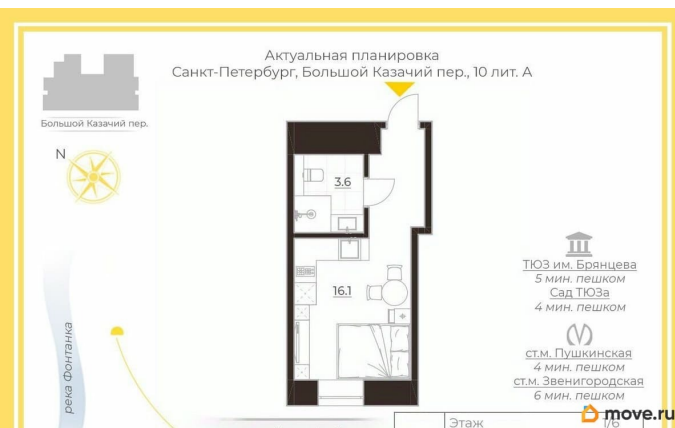 Актуальная планировка
Санкт-Петербург, Большой Казачий пер., 10 лит. А
Большой Казачий пер.
N
3.6
16.1
ТЮЗ им. Брянцева
5 мин. пешком
Сад ТЮЗа
4 мин. пешком
ст.м. Пушкинская
4 мин. пешком
ст.м. Звенигородская
6 мин. пешком
река Фонтанка
Этаж
1/6
move.ru